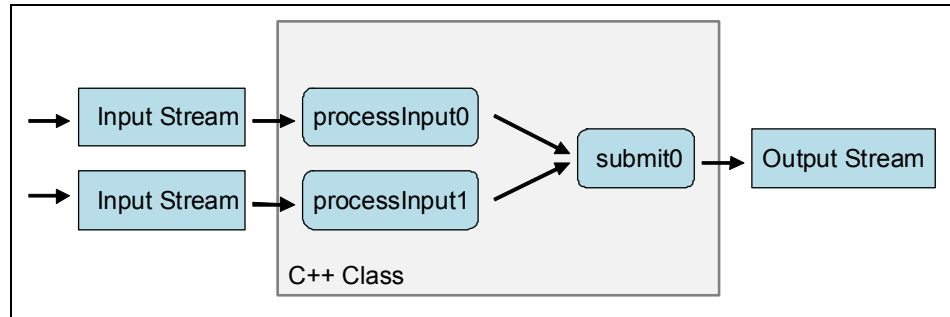 Input Stream
processInput0
submit0
Output Stream
Input Stream
processInput1
C++ Class